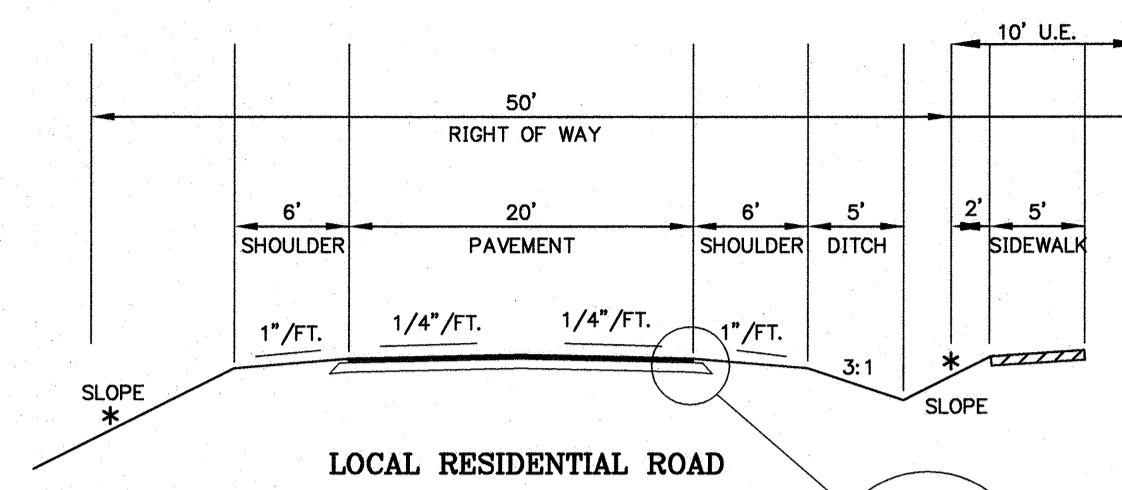 10' U.E.
50'
RIGHT OF WAY
6' 20' 6' 5' 2' 5'
SHOULDER PAVEMENT SHOULDER DITCH SIDEWALK
1"/FT. 1/4"/FT. 1/4"/FT. 1"/FT.
3:1
SLOPE
*
*
SLOPE
LOCAL RESIDENTIAL ROAD